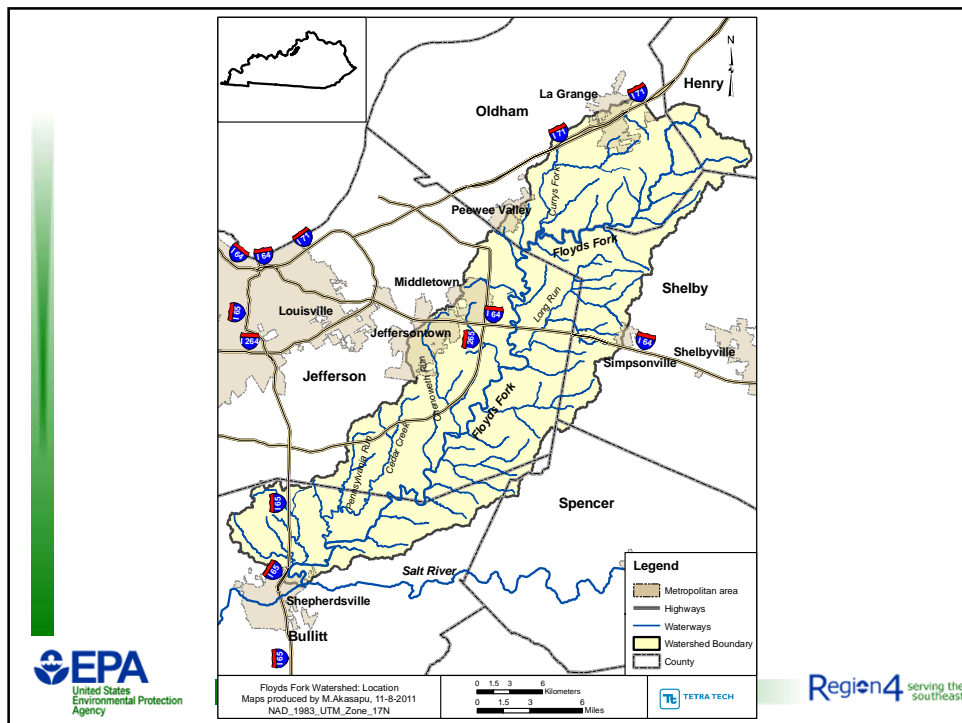 N
Henry
La Grange
I 71
Oldham
I 71
Currys Fork
Peewee Valley
Floyds Fork
I 71
I 64
I 64
Shelby
Middletown
Long Run
I 65
I 64
Louisville
Jeffersontown
I 264
265
I 64
Shelbyville
Simpsonville
Jefferson
Chenoweth Run
Floyds Fork
Pennsylvania Run
Cedar Creek
I 65
Spencer
Salt River
I 65
Shepherdsville
Bullitt
I 65
Legend
Metropolitan area
Highways
Waterways
Watershed Boundary
County
Floyds Fork Watershed: Location
Maps produced by M.Akasapu, 11-8-2011
NAD_1983_UTM_Zone_17N
0 1.5 3 6
Kilometers
0 1.5 3 6
Miles
Tt TETRA TECH
EPA
United States
Environmental Protection
Agency
Region4 serving the
southeast